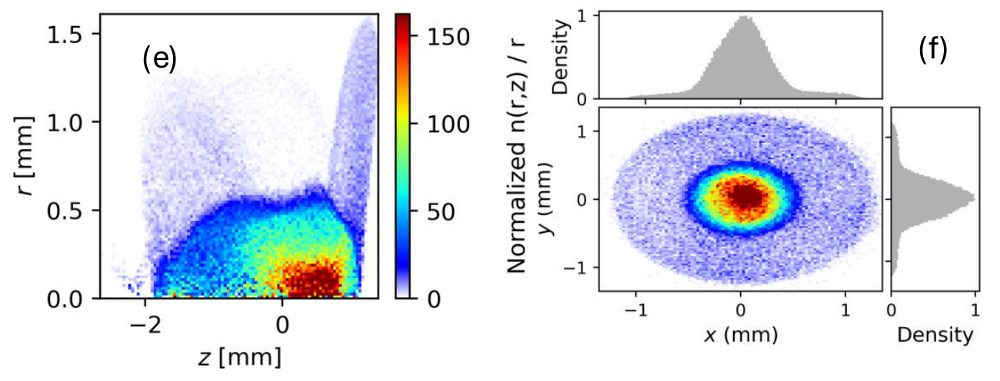 (e)
1.5
1.0
0.5
0.0
r [mm]
−2
0
z [mm]
150
100
50
0
Normalized n(r,z) / r
(f)
Density
1
0
y (mm)
1
0
−1
−1
0
1
x (mm)
0
1
Density